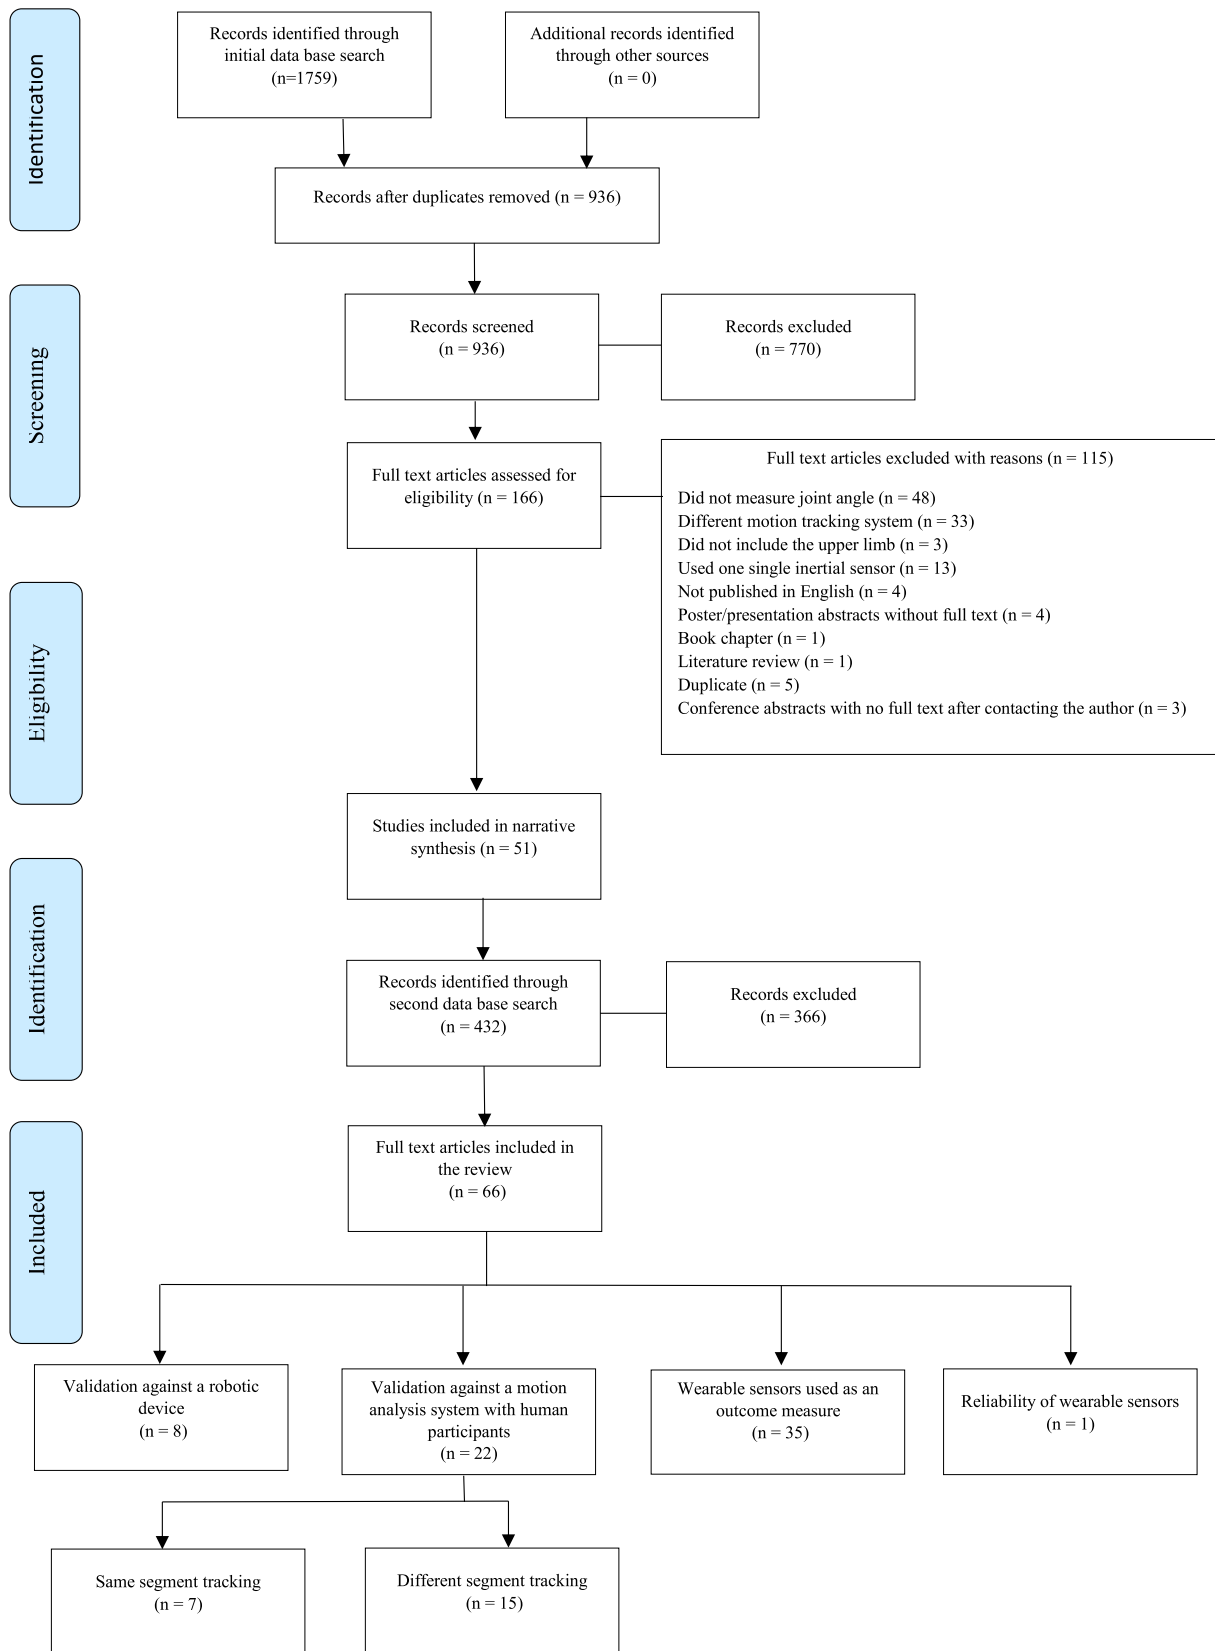 Identification
Records identified through
initial data base search
(n=1759)
Additional records identified
through other sources
(n = 0)
Records after duplicates removed (n = 936)
Screening
Records screened
(n = 936)
Records excluded
(n = 770)
Full text articles assessed for
eligibility (n = 166)
Full text articles excluded with reasons (n = 115)
Did not measure joint angle (n = 48)
Different motion tracking system (n = 33)
Did not include the upper limb (n = 3)
Used one single inertial sensor (n = 13)
Not published in English (n = 4)
Poster/presentation abstracts without full text (n = 4)
Book chapter (n = 1)
Literature review (n = 1)
Duplicate (n = 5)
Conference abstracts with no full text after contacting the author (n = 3)
Eligibility
Studies included in narrative
synthesis (n = 51)
Identification
Records identified through
second data base search
(n = 432)
Records excluded
(n = 366)
Included
Full text articles included in
the review
(n = 66)
Validation against a robotic
device
(n = 8)
Validation against a motion
analysis system with human
participants
(n = 22)
Wearable sensors used as an
outcome measure
(n = 35)
Reliability of wearable sensors
(n = 1)
Same segment tracking
(n = 7)
Different segment tracking
(n = 15)